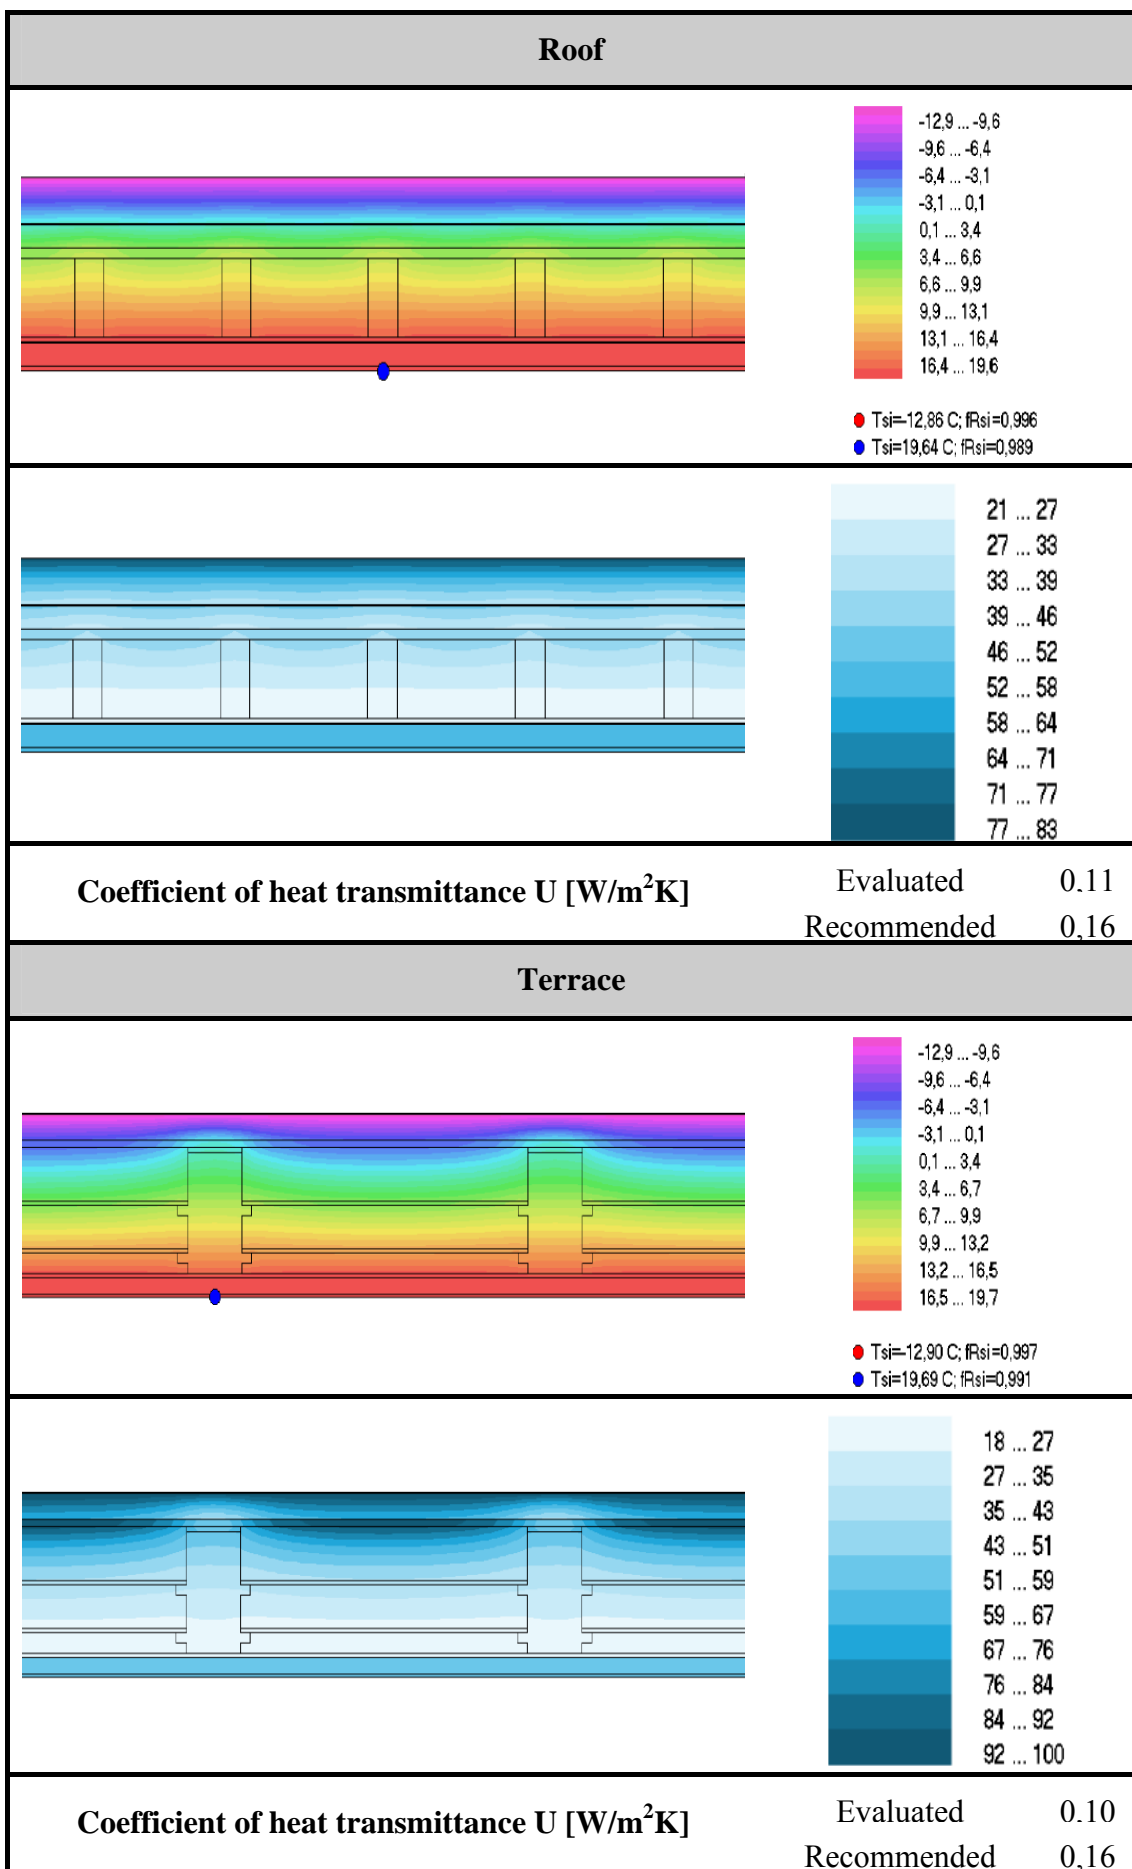 Roof
-12,9 ... -9,6
-9,6 ... -6,4
-6,4 ... -3,1
-3,1 ... 0,1
0,1 ... 3,4
3,4 ... 6,6
6,6 ... 9,9
9,9 ... 13,1
13,1 ... 16,4
16,4 ... 19,6
Tsi=-12,86 C; fRsi=0,996
Tsi=19,64 C; fRsi=0,989
21 ... 27
27 ... 33
33 ... 39
39 ... 46
46 ... 52
52 ... 58
58 ... 64
64 ... 71
71 ... 77
77 ... 83
Coefficient of heat transmittance U [W/m²K]
Evaluated 0,11
Recommended 0,16
Terrace
-12,9 ... -9,6
-9,6 ... -6,4
-6,4 ... -3,1
-3,1 ... 0,1
0,1 ... 3,4
3,4 ... 6,7
6,7 ... 9,9
9,9 ... 13,2
13,2 ... 16,5
16,5 ... 19,7
Tsi=-12,90 C; fRsi=0,997
Tsi=19,69 C; fRsi=0,991
18 ... 27
27 ... 35
35 ... 43
43 ... 51
51 ... 59
59 ... 67
67 ... 76
76 ... 84
84 ... 92
92 ... 100
Coefficient of heat transmittance U [W/m²K]
Evaluated 0.10
Recommended 0,16